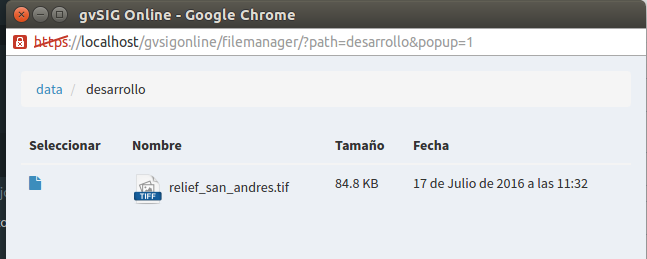 gvSIG Online - Google Chrome
https://localhost/gvsigonline/filemanager/?path=desarrollo&popup=1
data / desarrollo
Seleccionar Nombre Tamaño Fecha
TIFF relief_san_andres.tif 84.8 KB 17 de Julio de 2016 a las 11:32